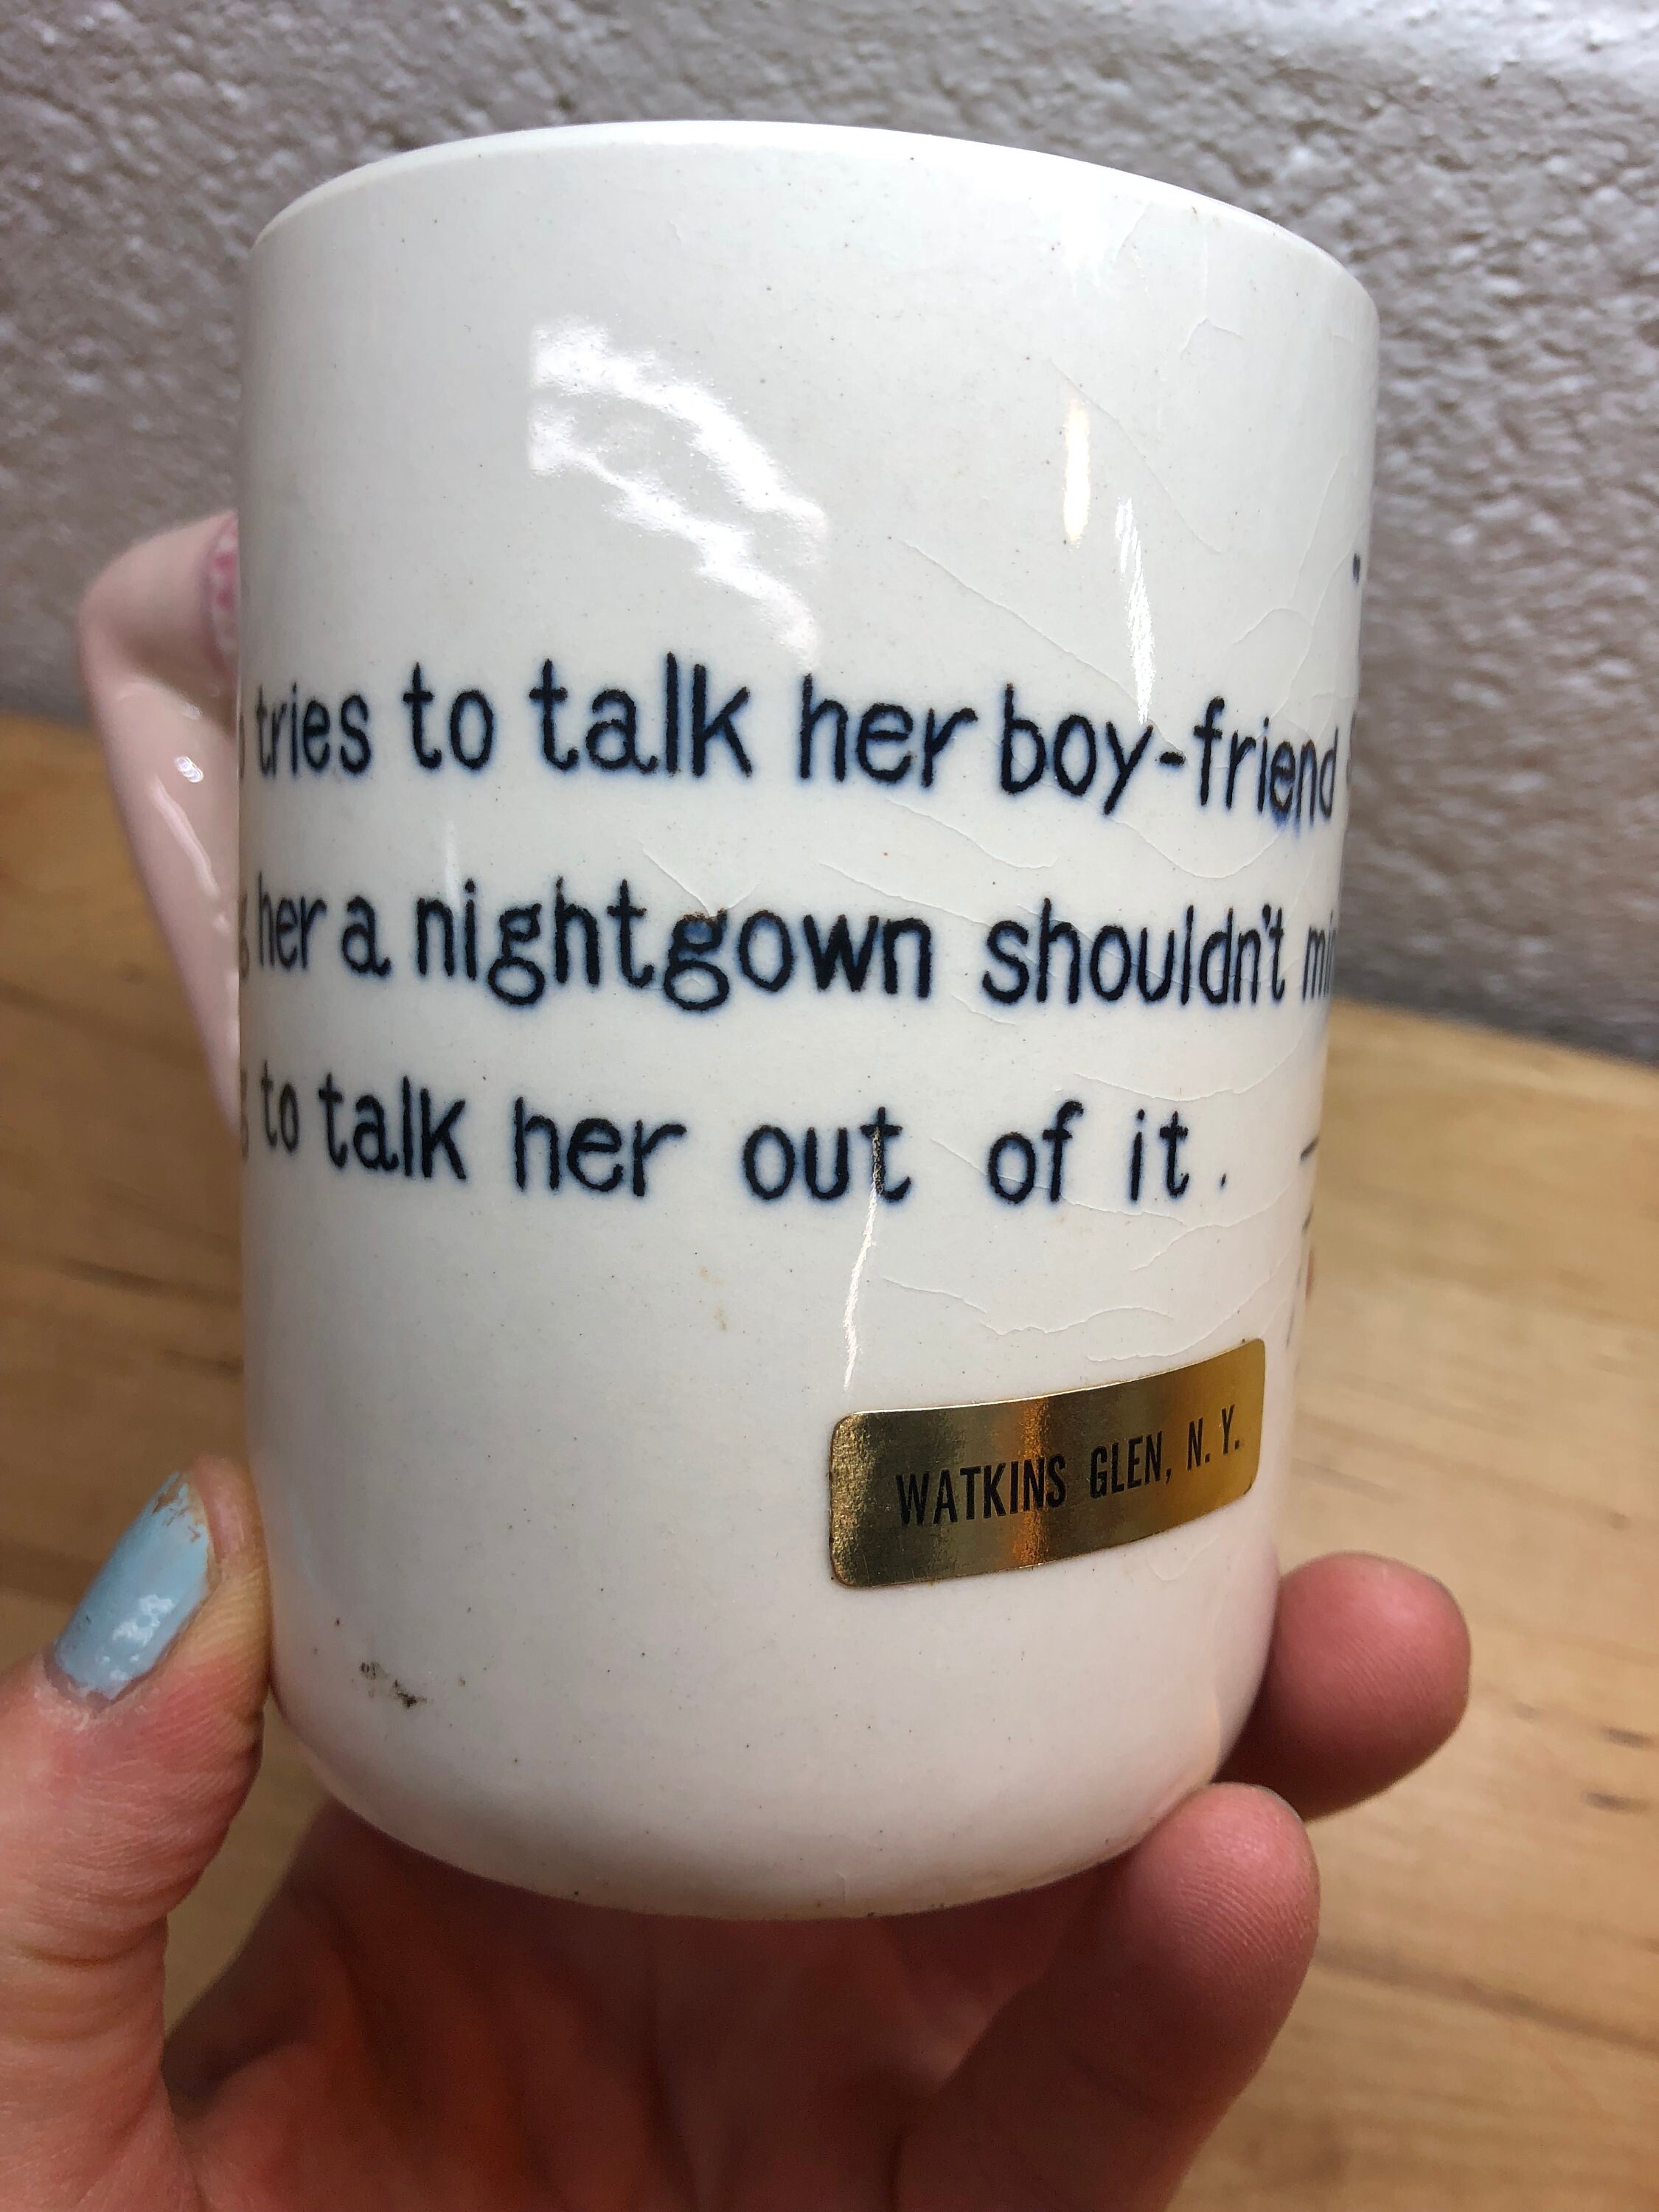 tries to talk her boy-friend
her a nightgown shouldn't
to talk her out of it.
WATKINS GLEN, N. Y.